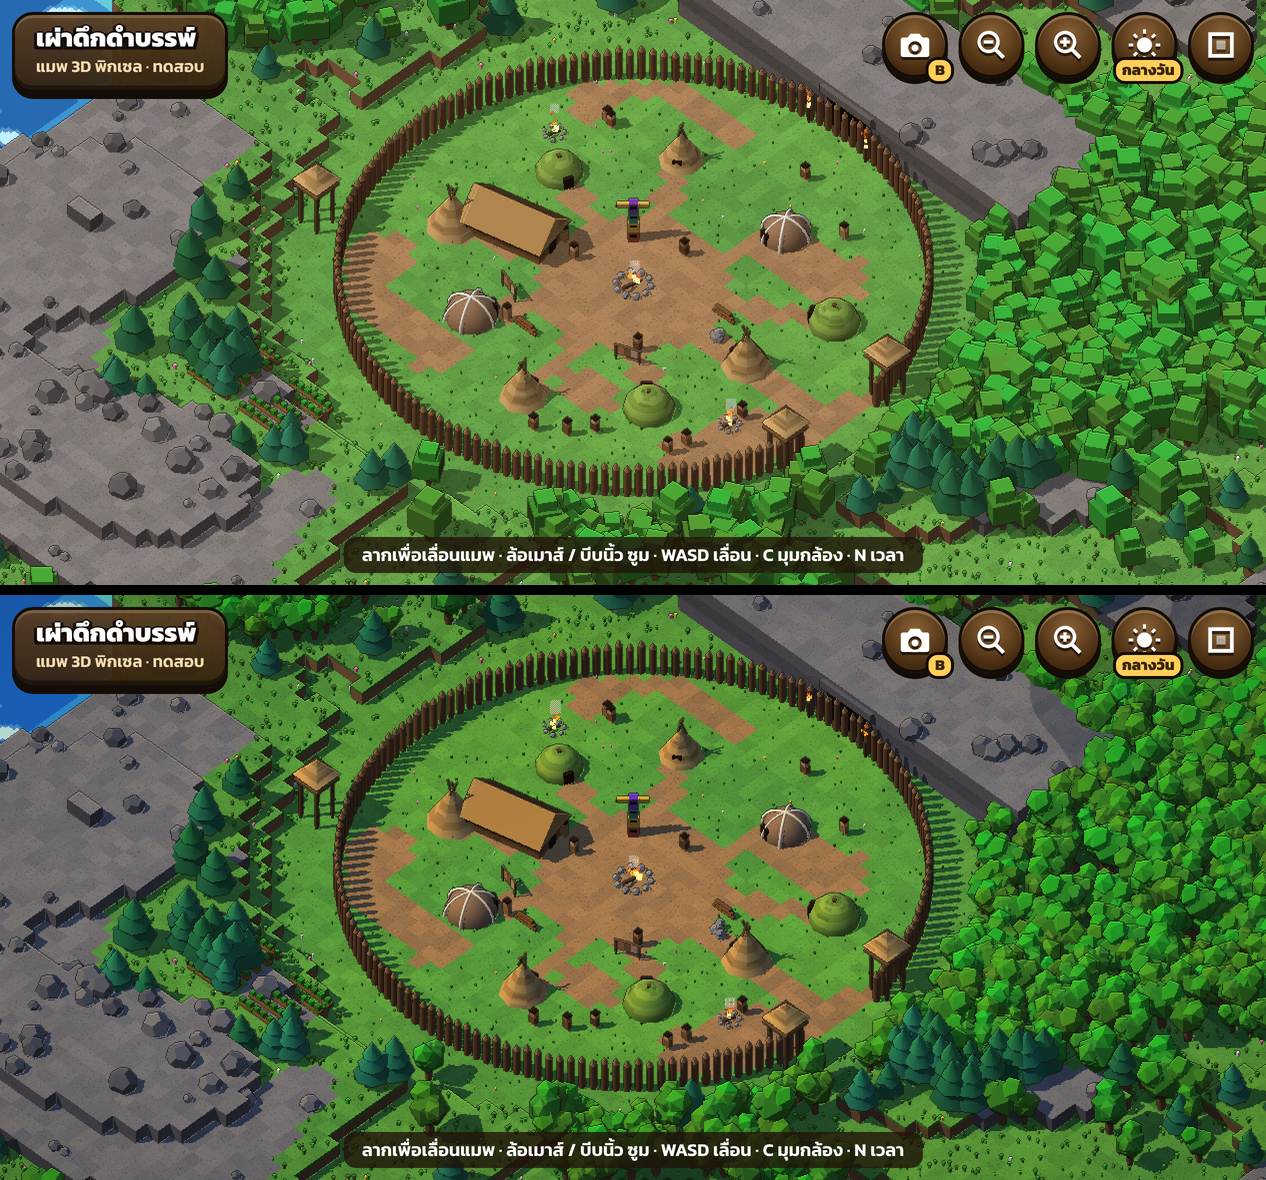 เผ่าดึกดำบรรพ์
แมพ 3D พิกเซล · ทดสอบ
B
กลางวัน
ลากเพื่อเลื่อนแมพ · ล้อเมาส์ / บีบนิ้ว ซูม · WASD เลื่อน · C มุมกล้อง · N เวลา
เผ่าดึกดำบรรพ์
แมพ 3D พิกเซล · ทดสอบ
B
กลางวัน
ลากเพื่อเลื่อนแมพ · ล้อเมาส์ / บีบนิ้ว ซูม · WASD เลื่อน · C มุมกล้อง · N เวลา